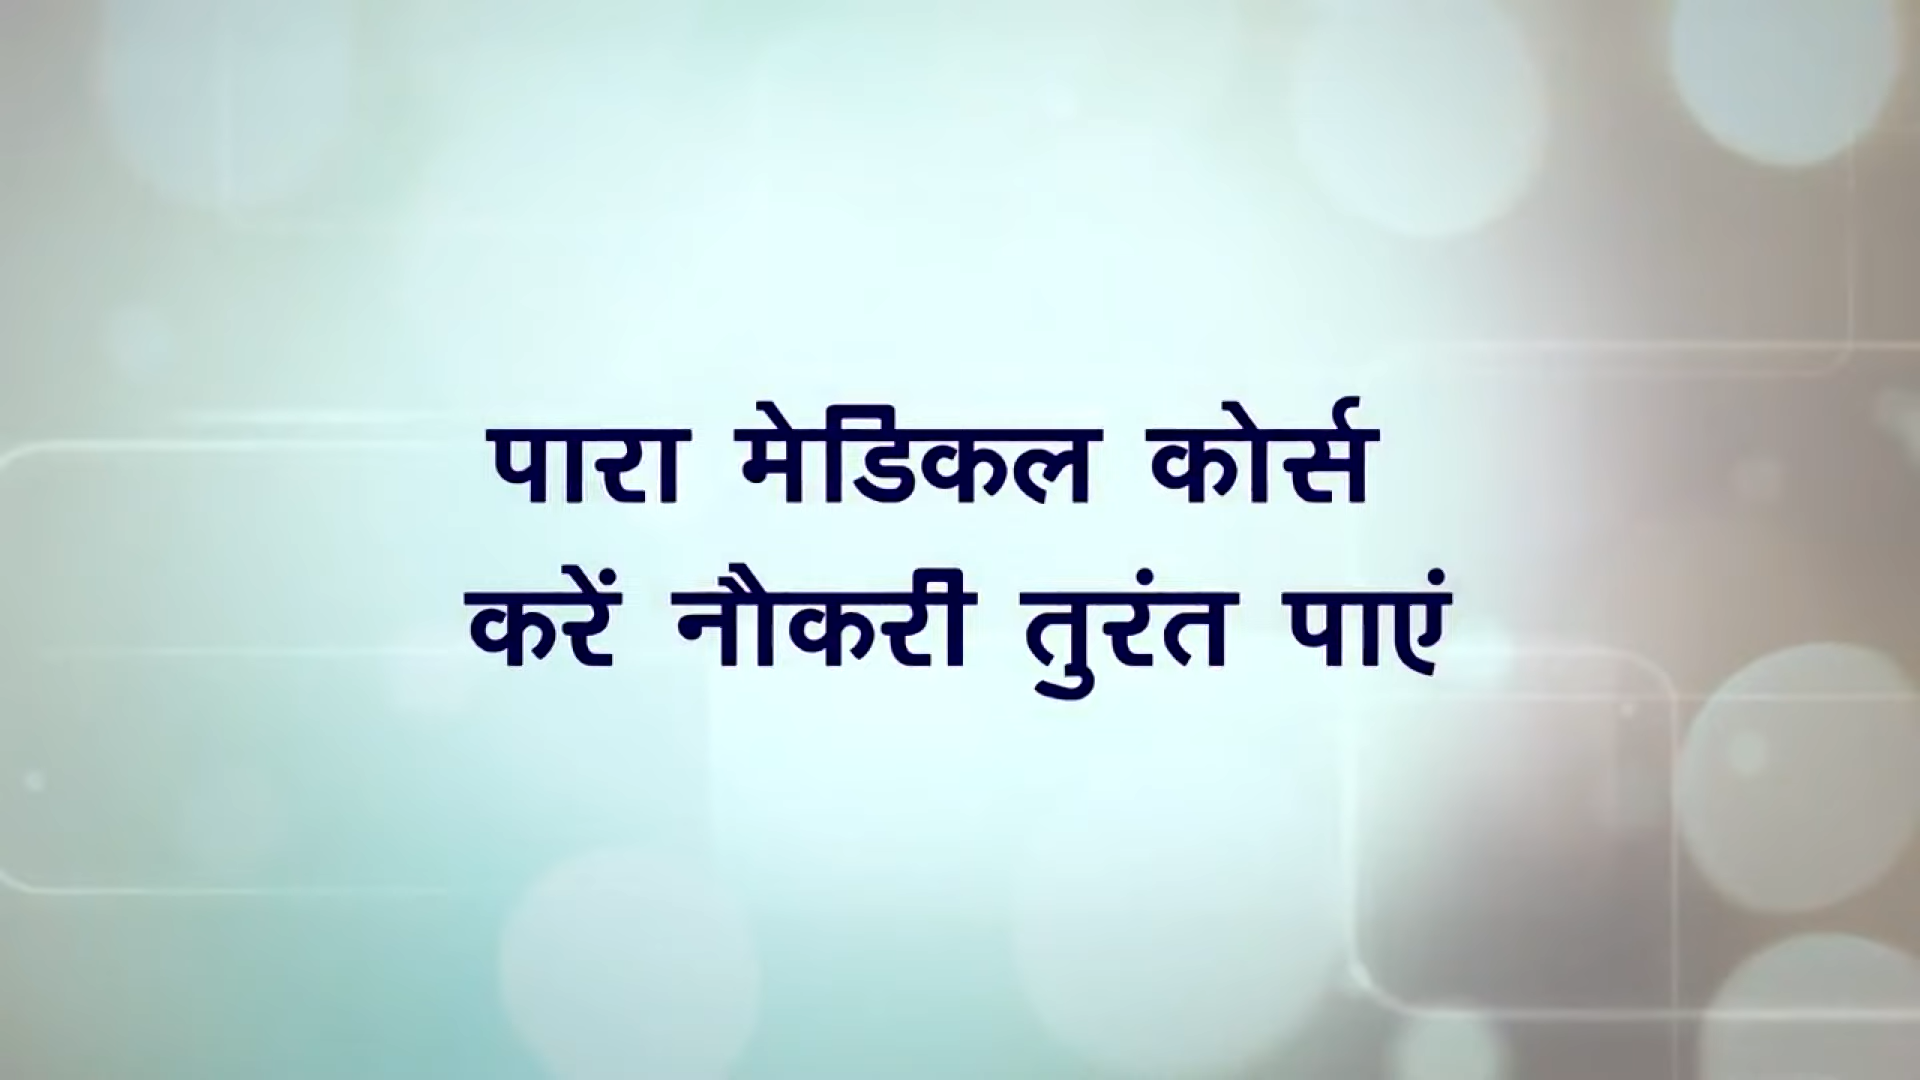 पारा मेडिकल कोर्स
करें नौकरी तुरंत पाएं